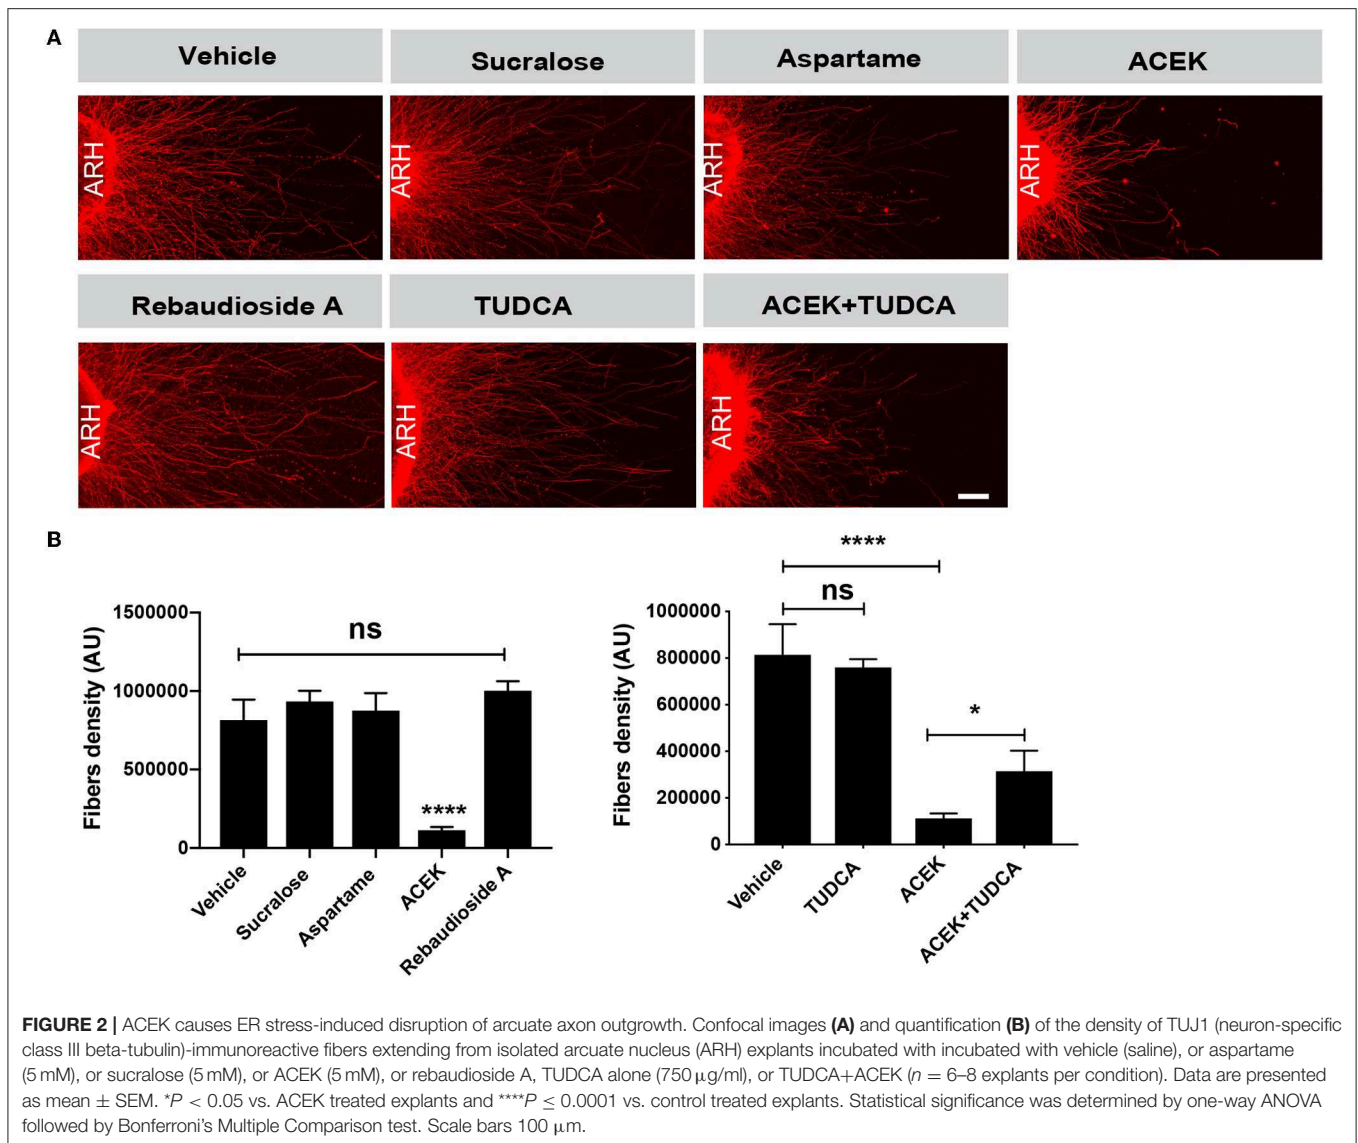 A
Vehicle
Sucralose
Aspartame
ACEK
ARH
ARH
ARH
ARH
Rebaudioside A
TUDCA
ACEK+TUDCA
ARH
ARH
ARH
B
Fibers density (AU)
1500000
1000000
500000
0
ns
****
Vehicle
Sucralose
Aspartame
ACEK
Rebaudioside A
Fibers density (AU)
1000000
800000
600000
400000
200000
0
****
ns
*
Vehicle
TUDCA
ACEK
ACEK+TUDCA
FIGURE 2 | ACEK causes ER stress-induced disruption of arcuate axon outgrowth. Confocal images (A) and quantification (B) of the density of TUJ1 (neuron-specific
class III beta-tubulin)-immunoreactive fibers extending from isolated arcuate nucleus (ARH) explants incubated with incubated with vehicle (saline), or aspartame
(5 mM), or sucralose (5 mM), or ACEK (5 mM), or rebaudioside A, TUDCA alone (750 μg/ml), or TUDCA+ACEK (n = 6–8 explants per condition). Data are presented
as mean ± SEM. *P < 0.05 vs. ACEK treated explants and ****P ≤ 0.0001 vs. control treated explants. Statistical significance was determined by one-way ANOVA
followed by Bonferroni's Multiple Comparison test. Scale bars 100 μm.